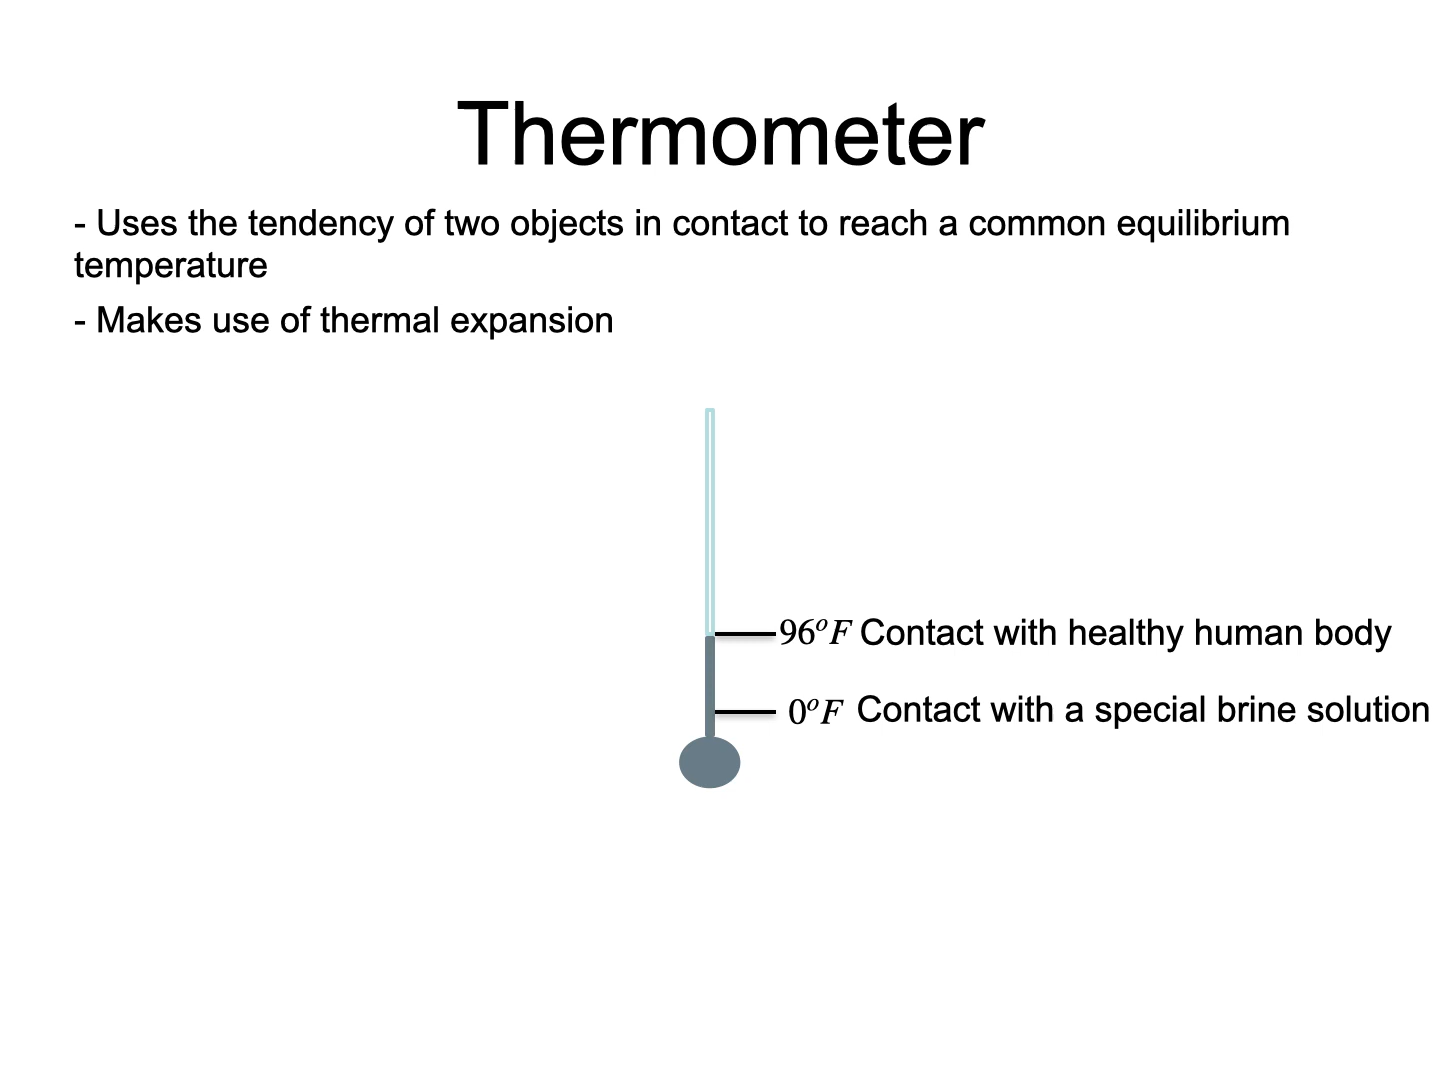 Thermometer
- Uses the tendency of two objects in contact to reach a common equilibrium
temperature
- Makes use of thermal expansion
96°F Contact with healthy human body
0°F Contact with a special brine solution